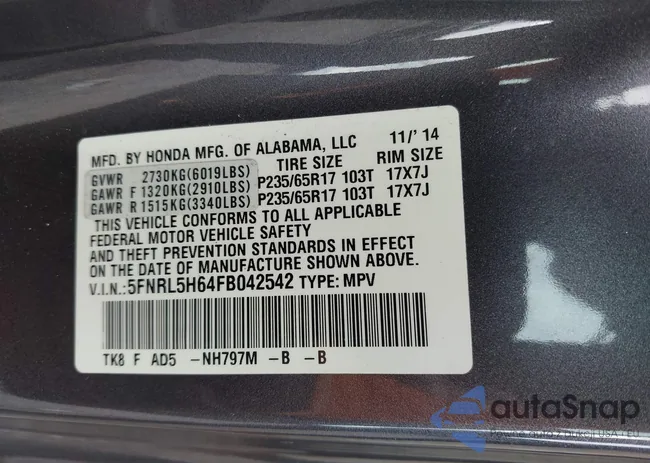 MFD. BY HONDA MFG. OF ALABAMA, LLC 11/'14
TIRE SIZE RIM SIZE
GVWR 2730KG(6019LBS)
GAWR F 1320KG(2910LBS) P235/65R17 103T 17X7J
GAWR R 1515KG(3340LBS) P235/65R17 103T 17X7J
THIS VEHICLE CONFORMS TO ALL APPLICABLE
FEDERAL MOTOR VEHICLE SAFETY
AND THEFT PREVENTION STANDARDS IN EFFECT
ON THE DATE OF MANUFACTURE SHOWN ABOVE.
V.I.N.: 5FNRL5H64FB042542 TYPE: MPV
TK8 F AD5 -NH797M -B -B
autaSnap